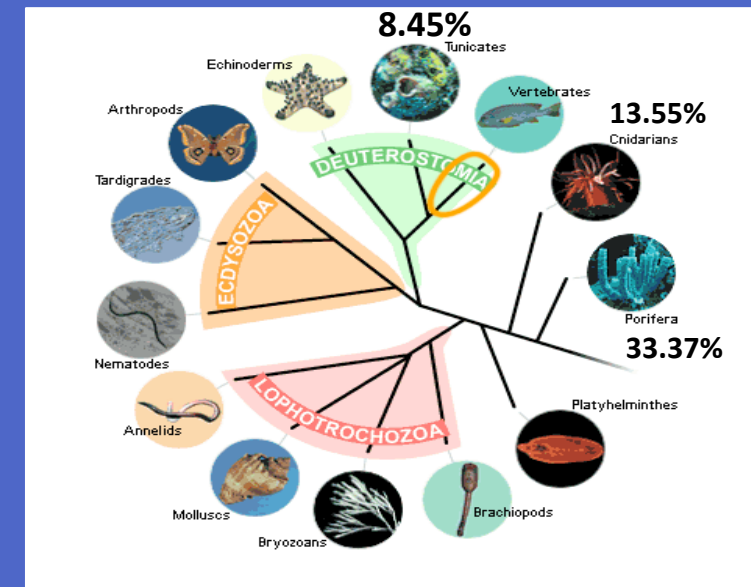 8.45%
Tunicates
Echinoderms
Vertebrates
Arthropods
13.55%
Cnidarians
DEUTEROSTOMIA
Tardigrades
ECDYSOZOA
Porifera
33.37%
Nematodes
Platyhelminthes
LOPHOTROCHOZOA
Annelids
Molluscs
Brachiopods
Bryozoans